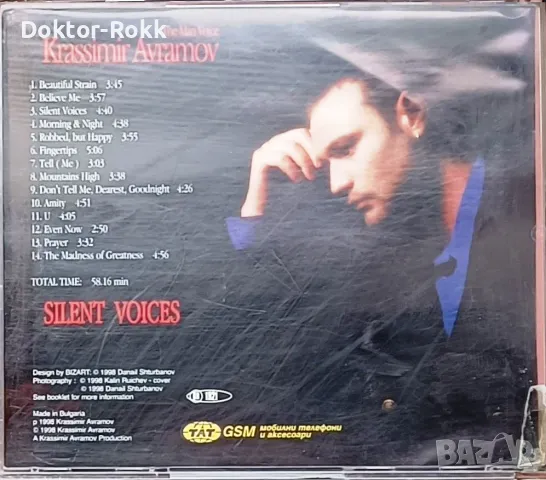 Doktor-Rokk
The Man Voice
Krassimir Avramov
1. Beautiful Strain 3:45
2. Believe Me 3:57
3. Silent Voices 4:40
4. Morning & Night 4:38
5. Robbed, but Happy 3:55
6. Fingertips 5:06
7. Tell ( Me ) 3:03
8. Mountains High 3:38
9. Don't Tell Me, Dearest, Goodnight 4:26
10. Amity 4:51
11. U 4:05
12. Even Now 2:50
13. Prayer 3:32
14. The Madness of Greatness 4:56
TOTAL TIME: 58.16 min
SILENT VOICES
Design by BIZART: © 1998 Danail Shturbanov
Photography : © 1998 Kalin Ruichev - cover
© 1998 Danail Shturbanov
See booklet for more information
Made in Bulgaria
p 1998 Krassimir Avramov
© 1998 Krassimir Avramov
A Krassimir Avramov Production
TAT
GSM мобилни телефони
и аксесоари
BAZAR